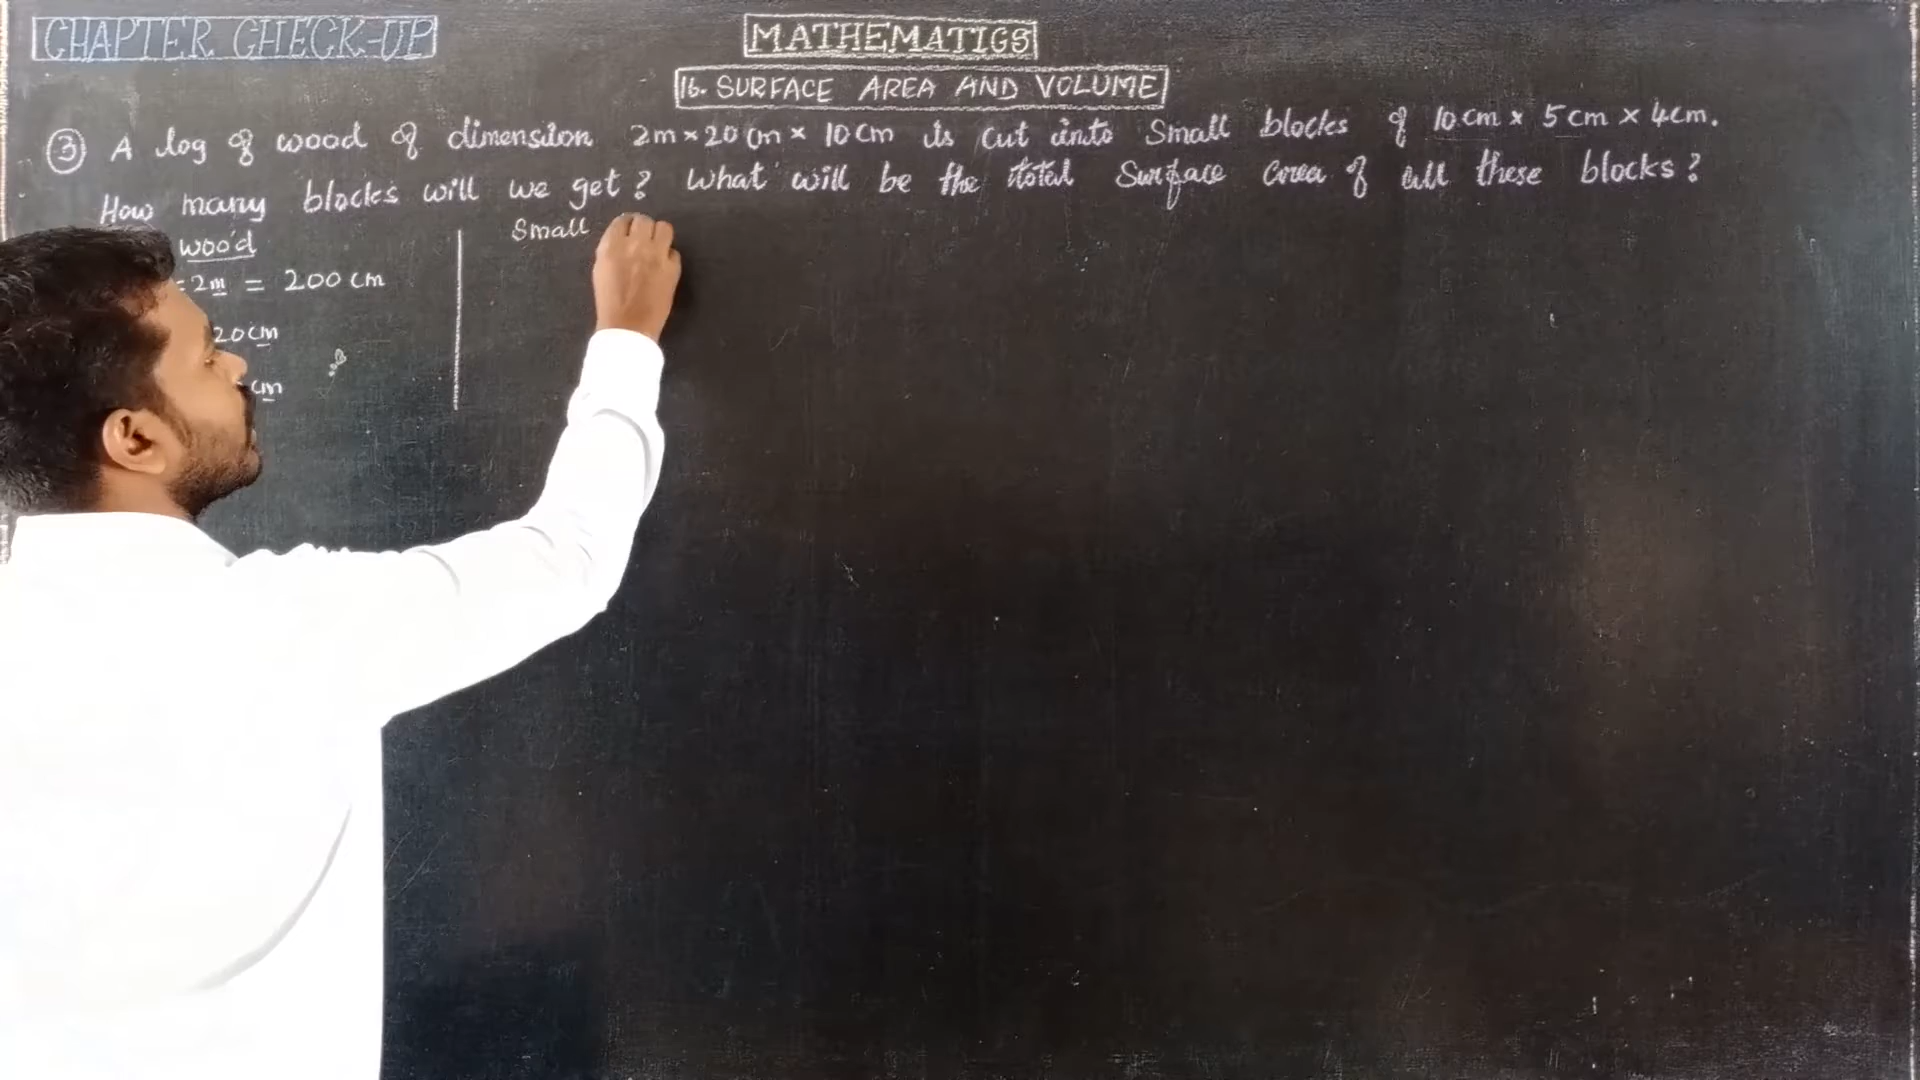 CHAPTER CHECK-UP
MATHEMATICS
16. SURFACE AREA AND VOLUME
3 A log of wood of dimension 2m × 20 cm × 10 cm is cut into small blocks of 10 cm × 5 cm × 4 cm.
How many blocks will we get? What will be the total surface area of all these blocks?
wood
= 2m = 200 cm
20 cm
cm
Small